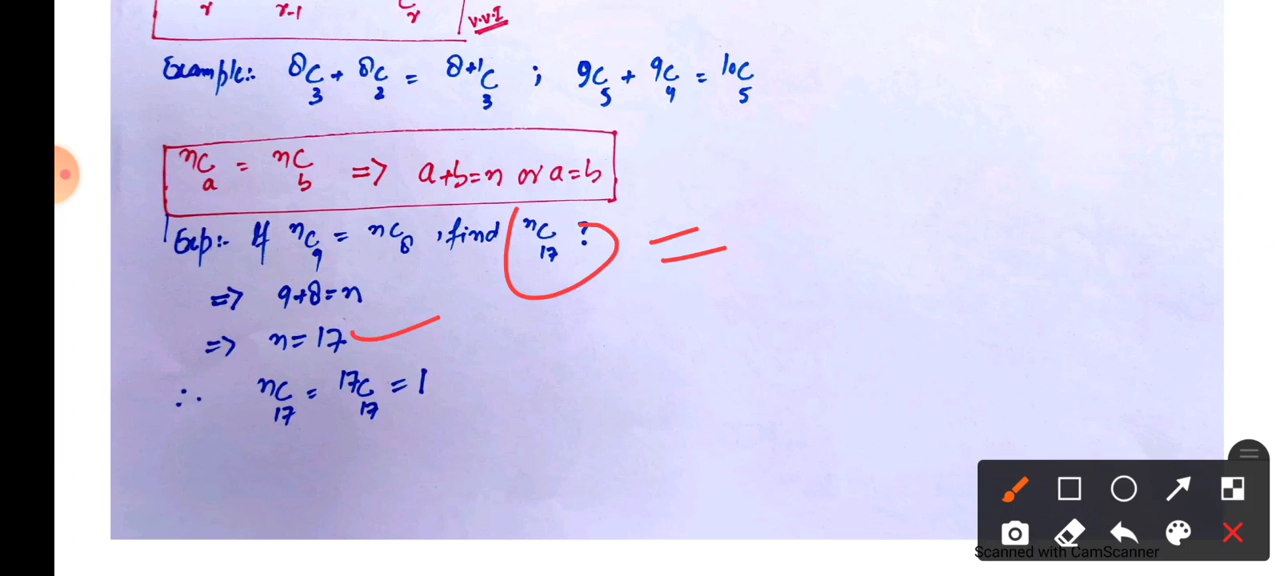 r r-1 r V.V.I
Example:- 8C3 + 8C2 = 8+1C3 ; 9C5 + 9C4 = 10C5
nCa = nCb => a+b=n or a=b
Exp:- If nC9 = nC8 , find nC17 ?
=> 9+8=n
=> n=17
∴ nC17 = 17C17 = 1
Scanned with CamScanner